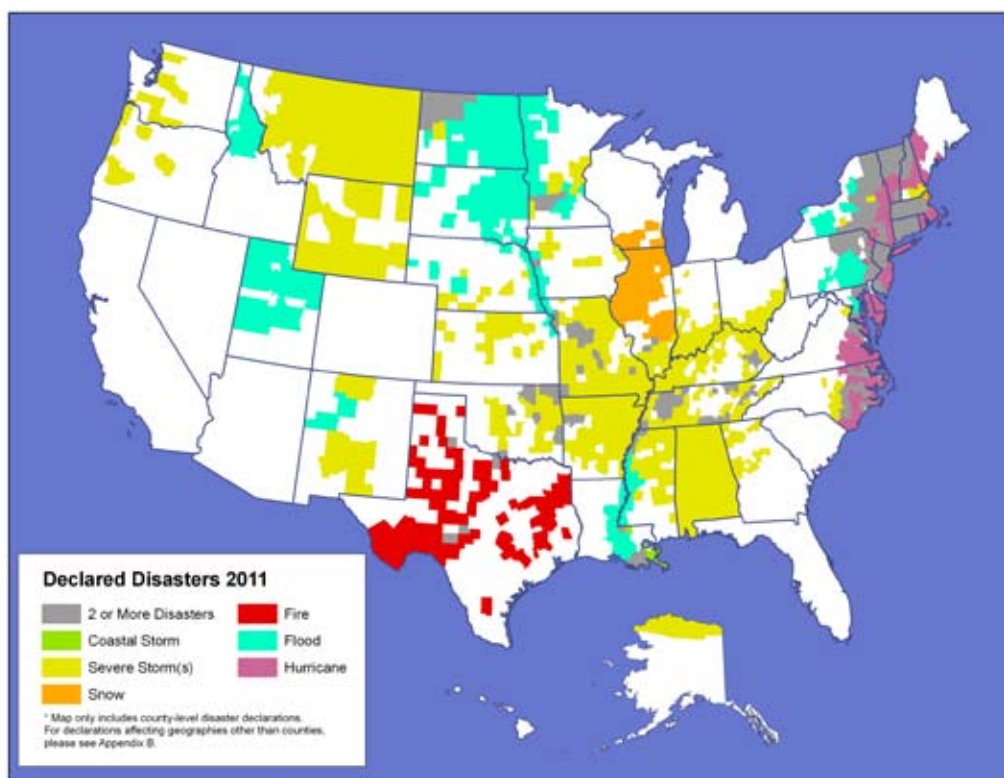 Declared Disasters 2011
2 or More Disasters
Coastal Storm
Severe Storm(s)
Snow
Fire
Flood
Hurricane
* Map only includes county-level disaster declarations.
For declarations affecting geographies other than counties,
please see Appendix B.